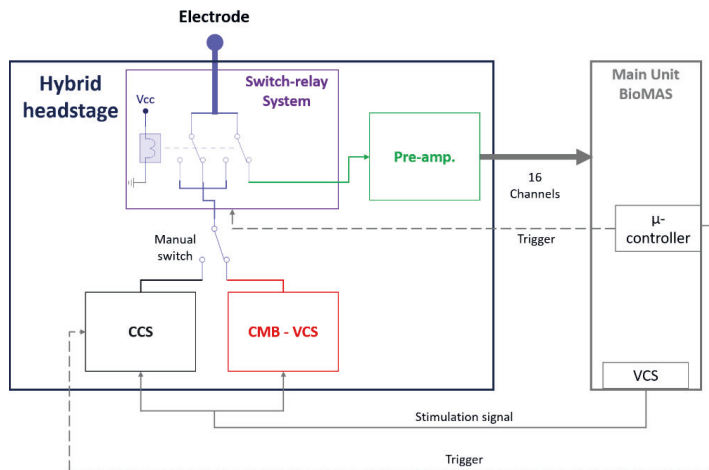 Electrode
Hybrid
headstage
Switch-relay
System
Vcc
Main Unit
BioMAS
Pre-amp.
16
Channels
µ-
controller
Trigger
Manual
switch
CCS
CMB - VCS
VCS
Stimulation signal
Trigger